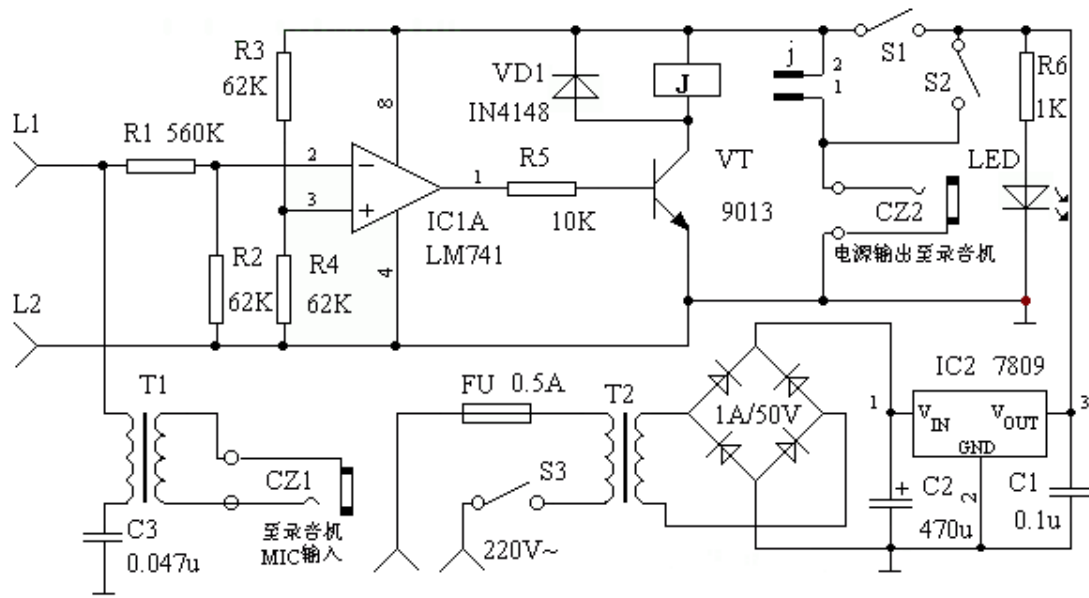 R3
62K
8
VD1
IN4148
J
j
2
1
S1
S2
R6
1K
L1
R1 560K
2
3
1
R5
10K
VT
9013
LED
CZ2
电源输出至录音机
IC1A
LM741
4
R2
62K
R4
62K
L2
T1
FU 0.5A
T2
1A/50V
IC2 7809
1
VIN
VOUT
GND
3
2
CZ1
至录音机
MIC输入
S3
220V~
C3
0.047u
C2
470u
+
C1
0.1u